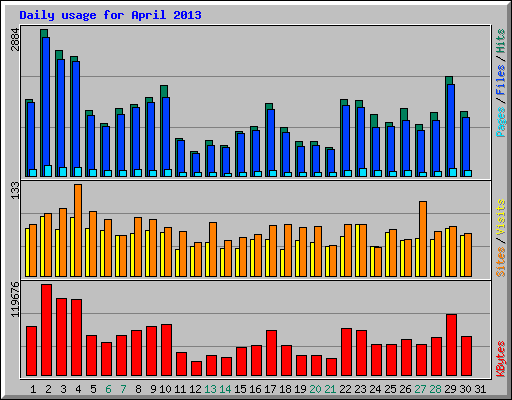 Daily usage for April 2013
2884
Pages / Files / Hits
133
Sites / Visits
119676
KBytes
1 2 3 4 5 6 7 8 9 10 11 12 13 14 15 16 17 18 19 20 21 22 23 24 25 26 27 28 29 30 31